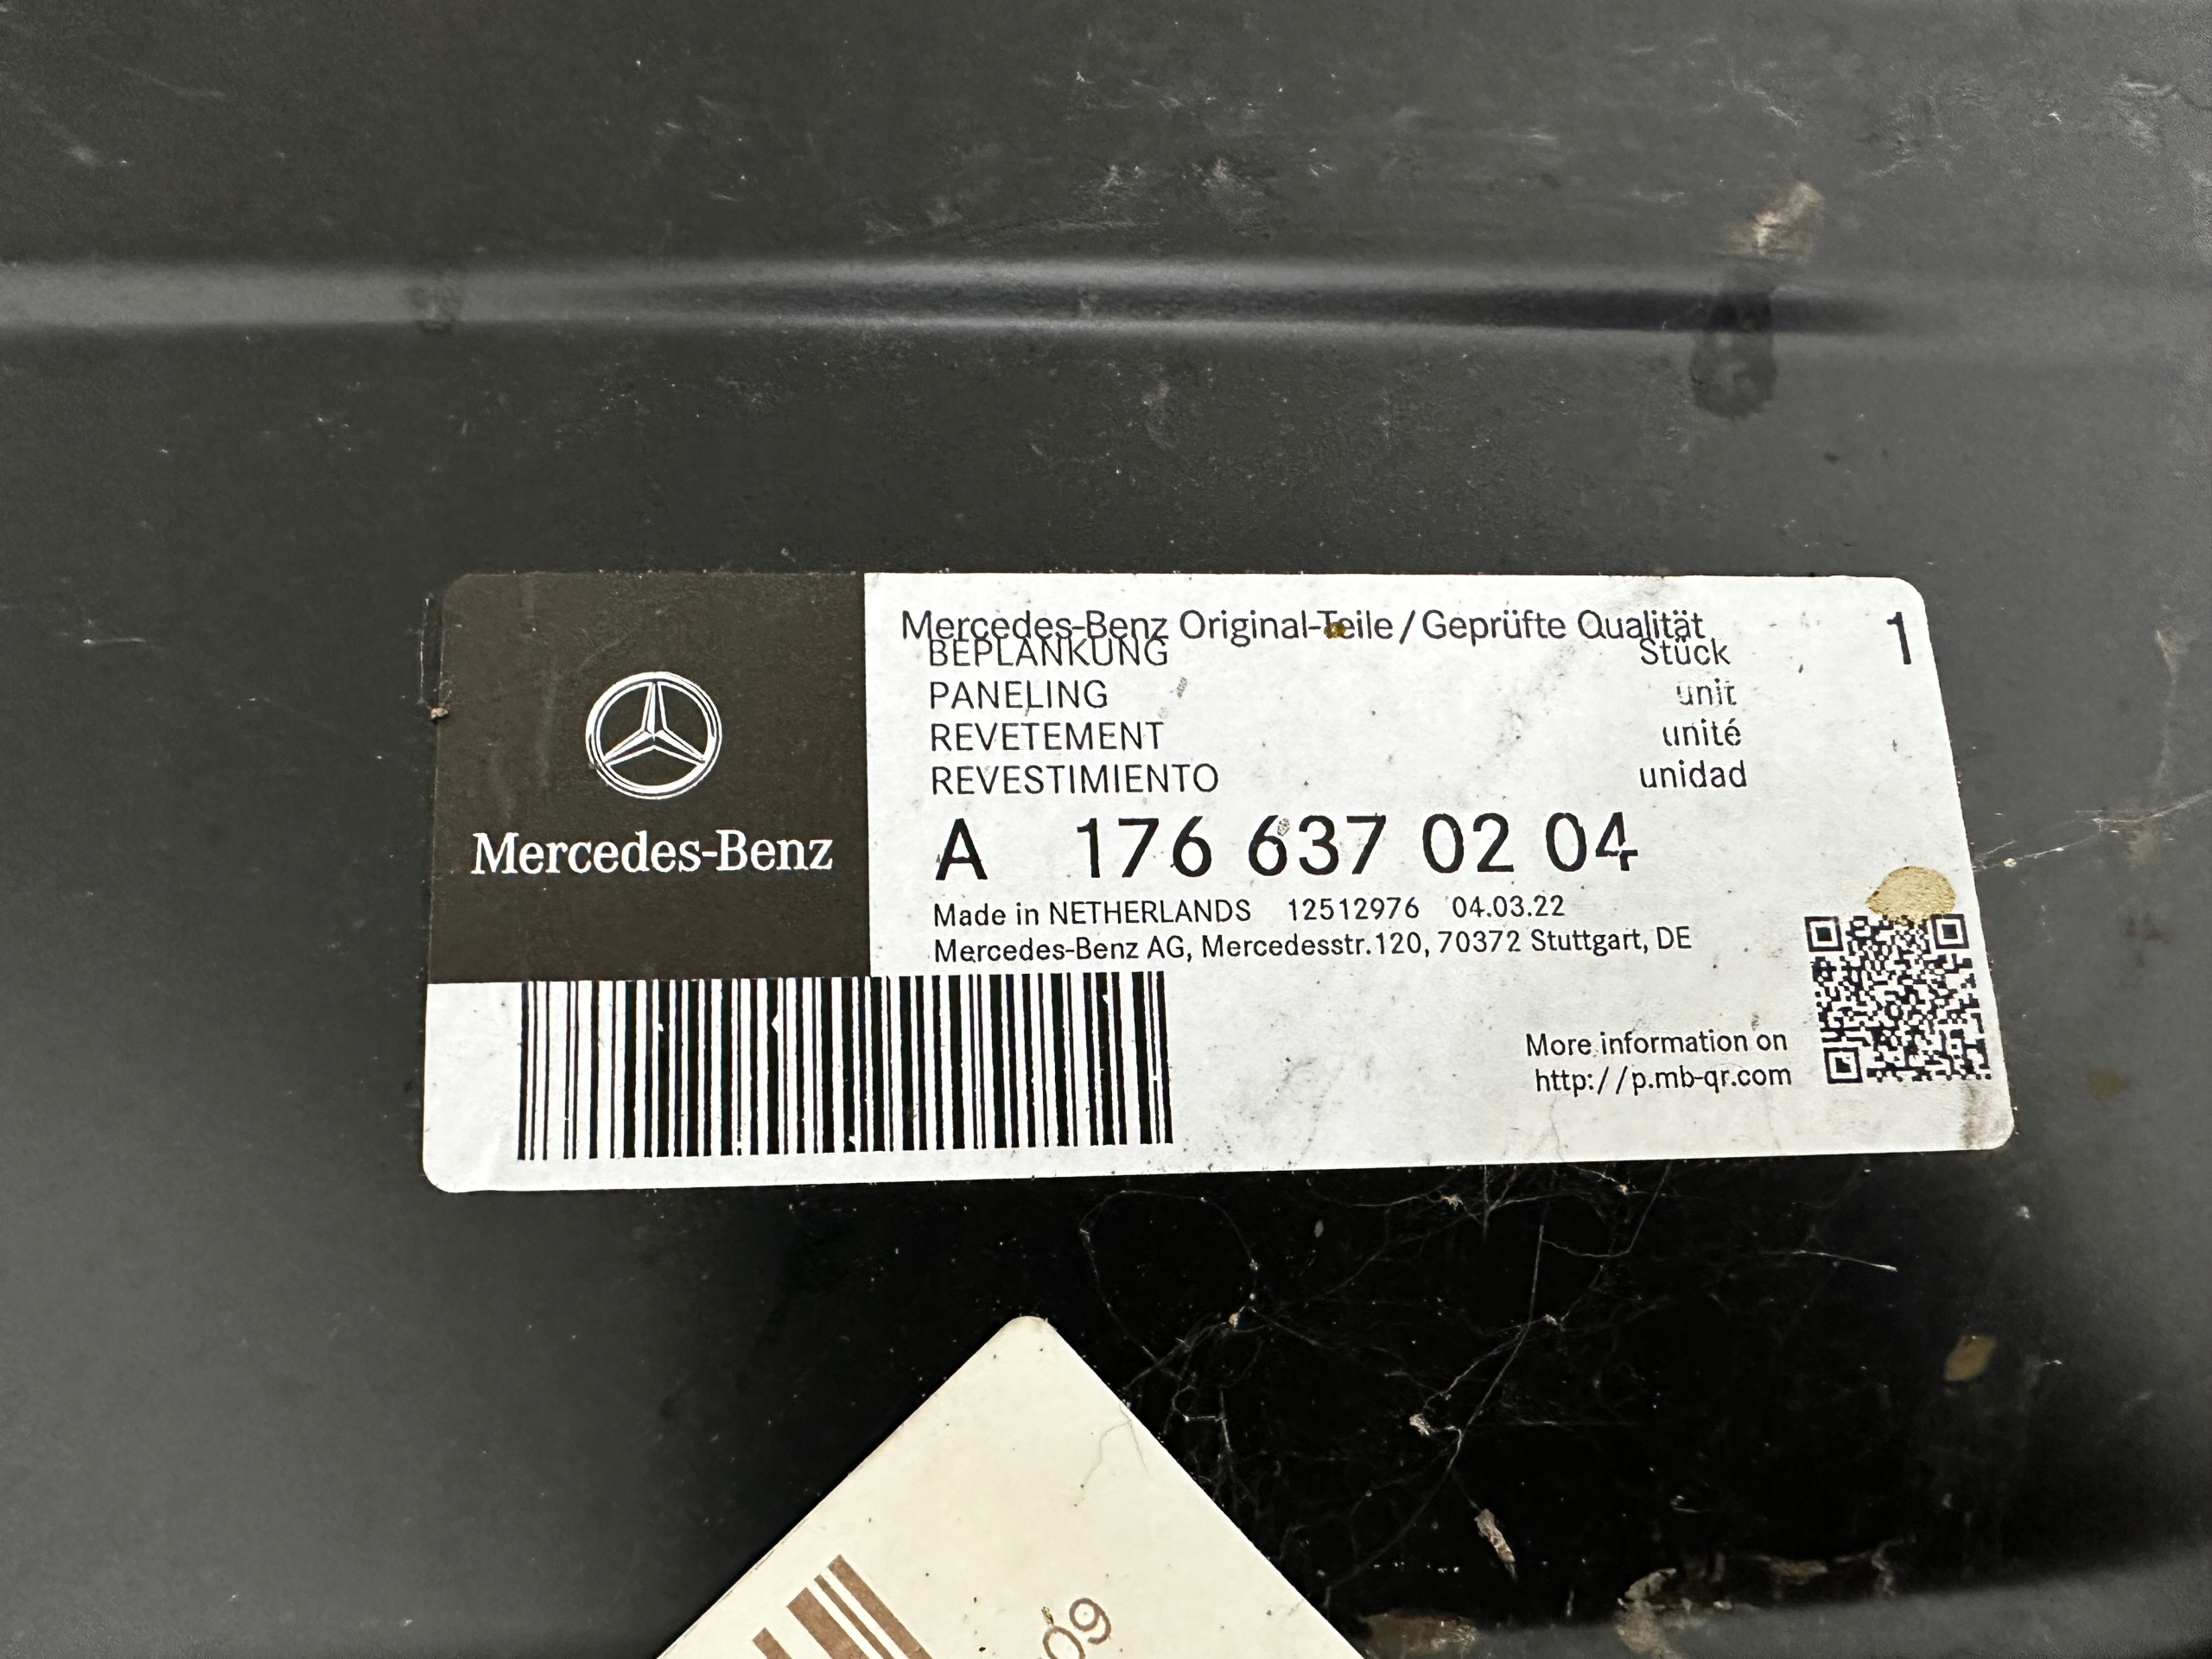 Mercedes-Benz
Mercedes-Benz Original-Teile/Geprüfte Qualität
1
BEPLANKUNG Stück
PANELING unit
REVETEMENT unité
REVESTIMIENTO unidad
A 176 637 02 04
Made in NETHERLANDS 12512976 04.03.22
Mercedes-Benz AG, Mercedesstr.120, 70372 Stuttgart, DE
More information on
http://p.mb-qr.com
09